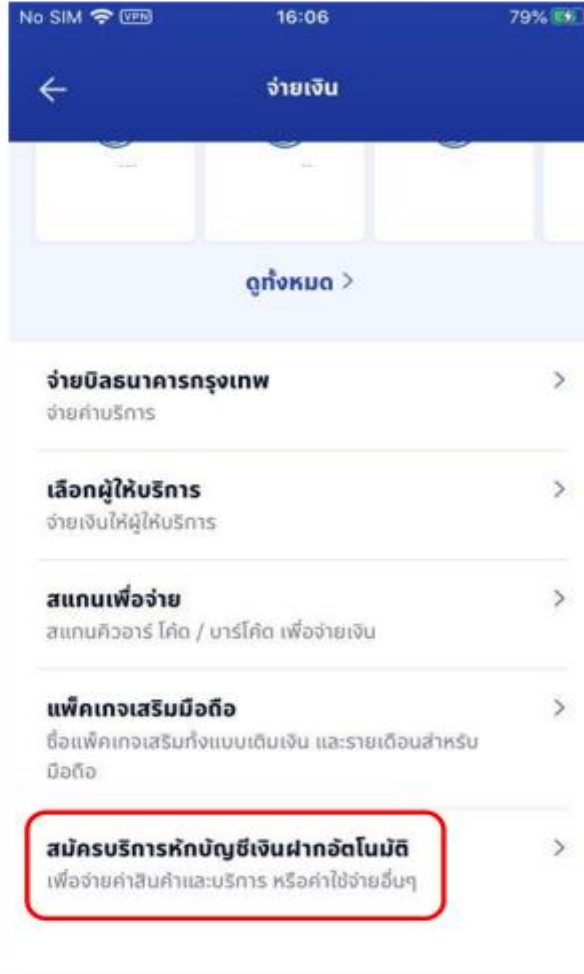 No SIM VPN 16:06 79%
จ่ายเงิน
ดูทั้งหมด >
จ่ายบิลธนาคารกรุงเทพ
จ่ายค่าบริการ
เลือกผู้ให้บริการ
จ่ายเงินให้ผู้ให้บริการ
สแกนเพื่อจ่าย
สแกนคิวอาร์ โค้ด / บาร์โค้ด เพื่อจ่ายเงิน
แพ็คเกจเสริมมือถือ
ซื้อแพ็คเกจเสริมทั้งแบบเติมเงิน และรายเดือนสำหรับ
มือถือ
สมัครบริการหักบัญชีเงินฝากอัตโนมัติ
เพื่อจ่ายค่าสินค้าและบริการ หรือค่าใช้จ่ายอื่นๆ